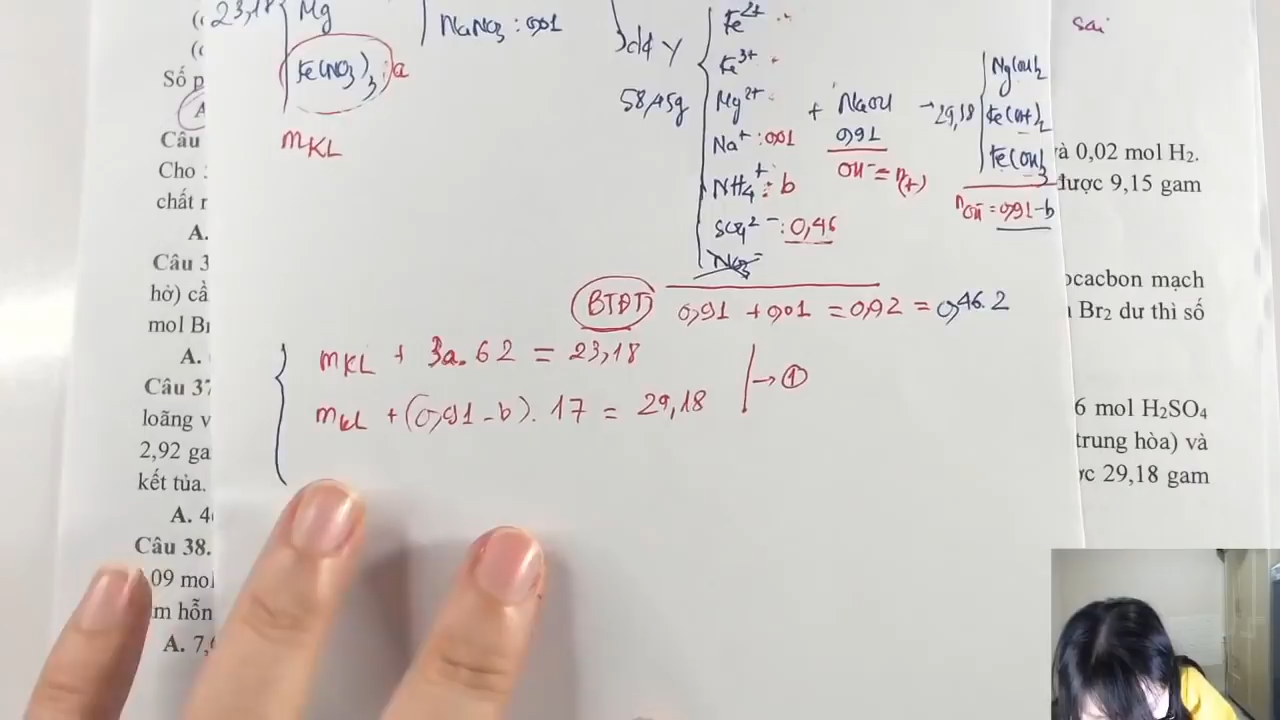 23,18
Mg
Fe(NO3)3 : a
mKL
NaNO3 : 0,01
dd Y
58,45g
Fe2+
Fe3+
Mg2+
Na+ : 0,01
NH4+ : b
SO42- : 0,46
NO3-
+ NaOH
0,91
OH- = n(+)
→ 29,18
Mg(OH)2
Fe(OH)2
Fe(OH)3
nOH- = 0,91-b
sai
BTĐT
0,91 + 0,01 = 0,92 = 0,46.2
mKL + 3a.62 = 23,18
mKL + (0,91-b).17 = 29,18
→ ①
Số p
Câu
Cho
chất r
A.
Câu 3
hở) cầ
mol Br
A.
Câu 37
loãng v
2,92 ga
kết tủa.
A. 4
Câu 38.
09 mol
m hỗn
A. 7,
và 0,02 mol H2.
được 9,15 gam
ocacbon mạch
Br2 dư thì số
6 mol H2SO4
trung hòa) và
29,18 gam